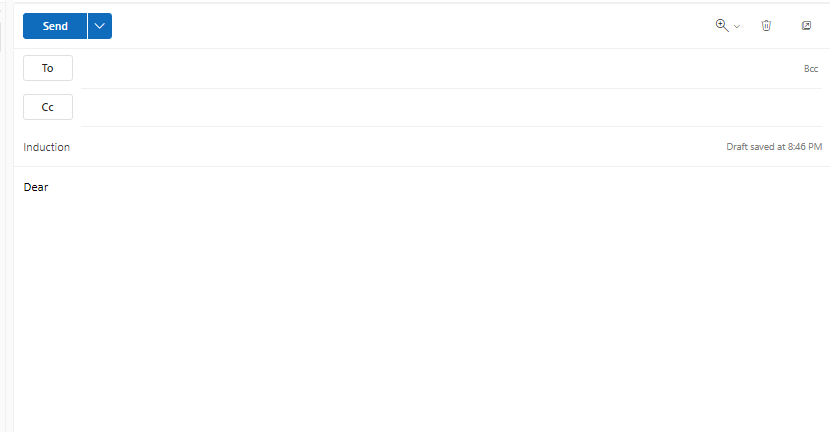 Send
To
Bcc
Cc
Induction Draft saved at 8:46 PM
Dear